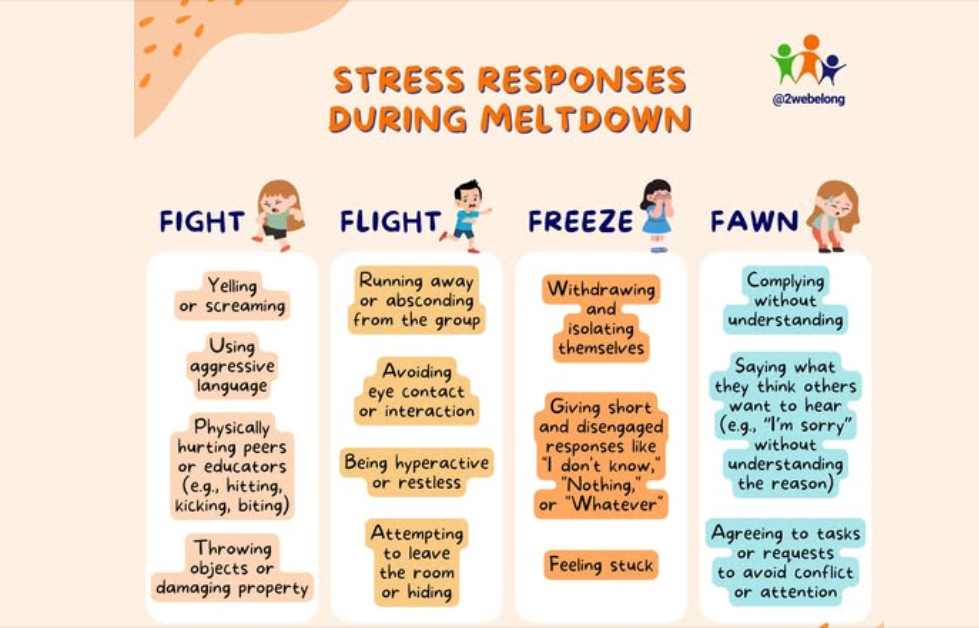 STRESS RESPONSES
DURING MELTDOWN
@2webelong
FIGHT
Yelling
or screaming
Using
aggressive
language
Physically
hurting peers
or educators
(e.g., hitting,
kicking, biting)
Throwing
objects or
damaging property
FLIGHT
Running away
or absconding
from the group
Avoiding
eye contact
or interaction
Being hyperactive
or restless
Attempting
to leave
the room
or hiding
FREEZE
Withdrawing
and
isolating
themselves
Giving short
and disengaged
responses like
"I don't know,"
"Nothing,"
or "Whatever"
Feeling stuck
FAWN
Complying
without
understanding
Saying what
they think others
want to hear
(e.g., "I'm sorry"
without
understanding
the reason)
Agreeing to tasks
or requests
to avoid conflict
or attention